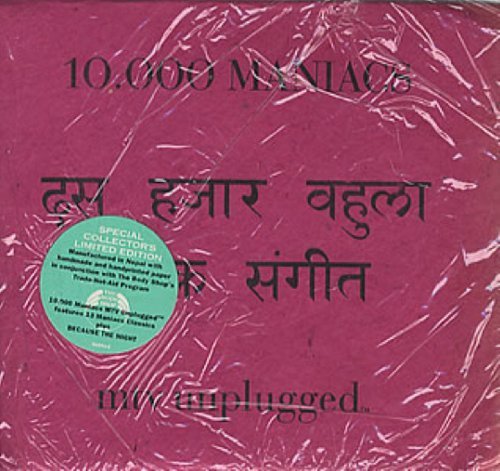 10,000 MANIACS
दस हजार वहुला
क संगीत
mtv unplugged™
SPECIAL
COLLECTOR'S
LIMITED EDITION
Manufactured in Nepal with
handmade and handprinted paper
in conjunction with The Body Shop's
Trade-Not-Aid Program
10,000 Maniacs MTV unplugged™
features 13 Maniacs Classics
plus
BECAUSE THE NIGHT